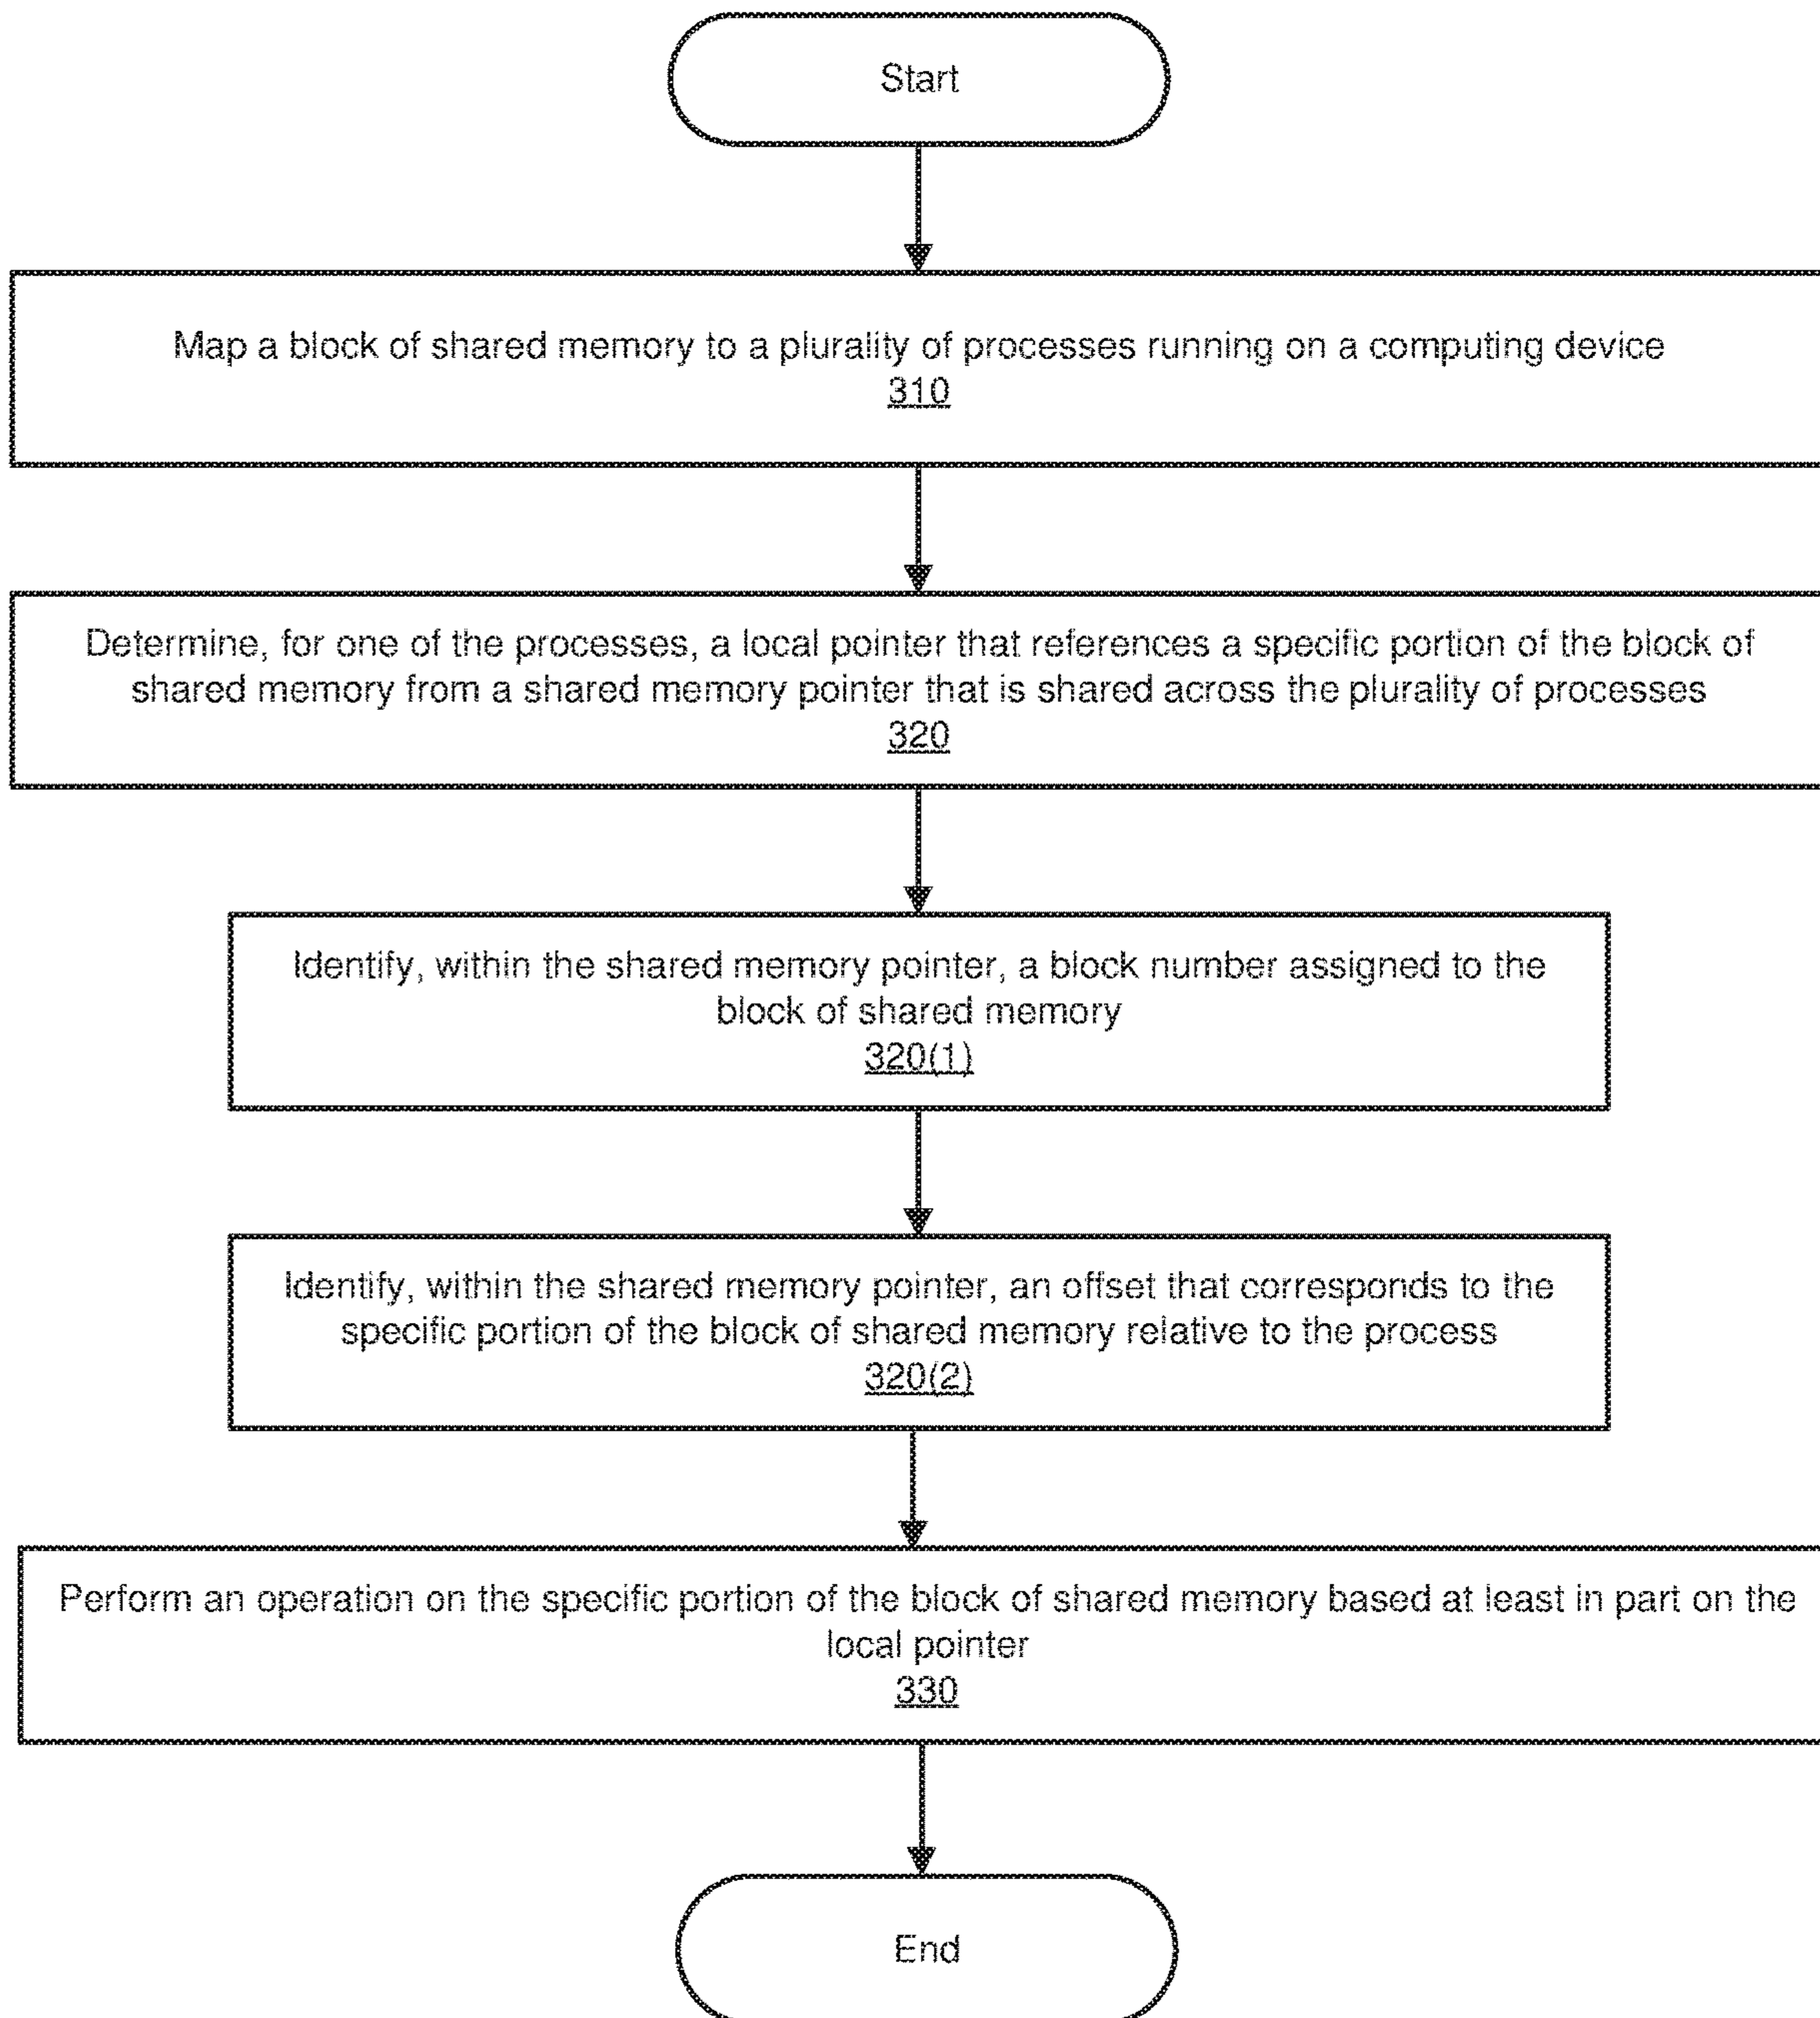 Start
Map a block of shared memory to a plurality of processes running on a computing device
310
Determine, for one of the processes, a local pointer that references a specific portion of the block of
shared memory from a shared memory pointer that is shared across the plurality of processes
320
Identify, within the shared memory pointer, a block number assigned to the
block of shared memory
320(1)
Identify, within the shared memory pointer, an offset that corresponds to the
specific portion of the block of shared memory relative to the process
320(2)
Perform an operation on the specific portion of the block of shared memory based at least in part on the
local pointer
330
End